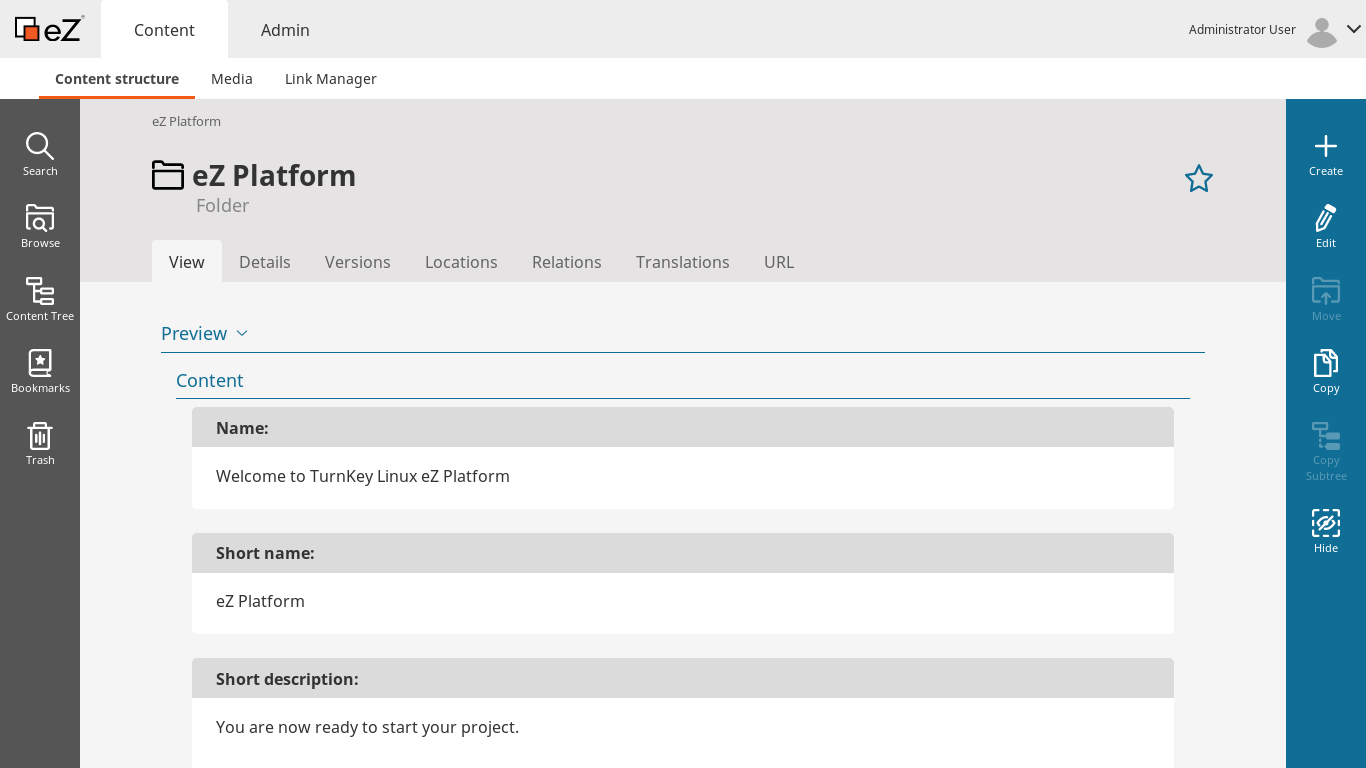 eZ
Content
Admin
Administrator User
Content structure
Media
Link Manager
Search
Browse
Content Tree
Bookmarks
Trash
eZ Platform
eZ Platform
Folder
View
Details
Versions
Locations
Relations
Translations
URL
Preview
Content
Name:
Welcome to TurnKey Linux eZ Platform
Short name:
eZ Platform
Short description:
You are now ready to start your project.
Create
Edit
Move
Copy
Copy
Subtree
Hide